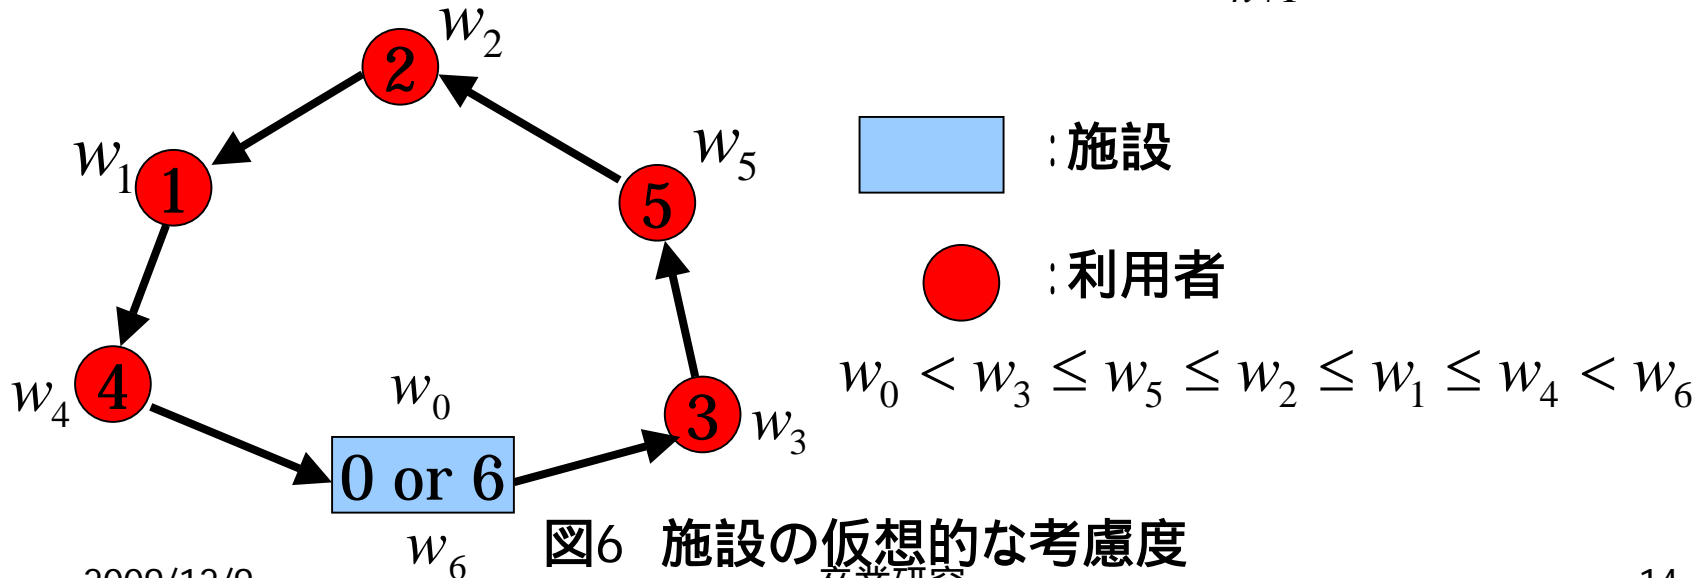 w₂
2
w₅
w₁
1
5
:施設
:利用者
w₀ < w₃ ≤ w₅ ≤ w₂ ≤ w₁ ≤ w₄ < w₆
w₄
4
w₀
3
w₃
0 or 6
w₆
図6 施設の仮想的な考慮度
14